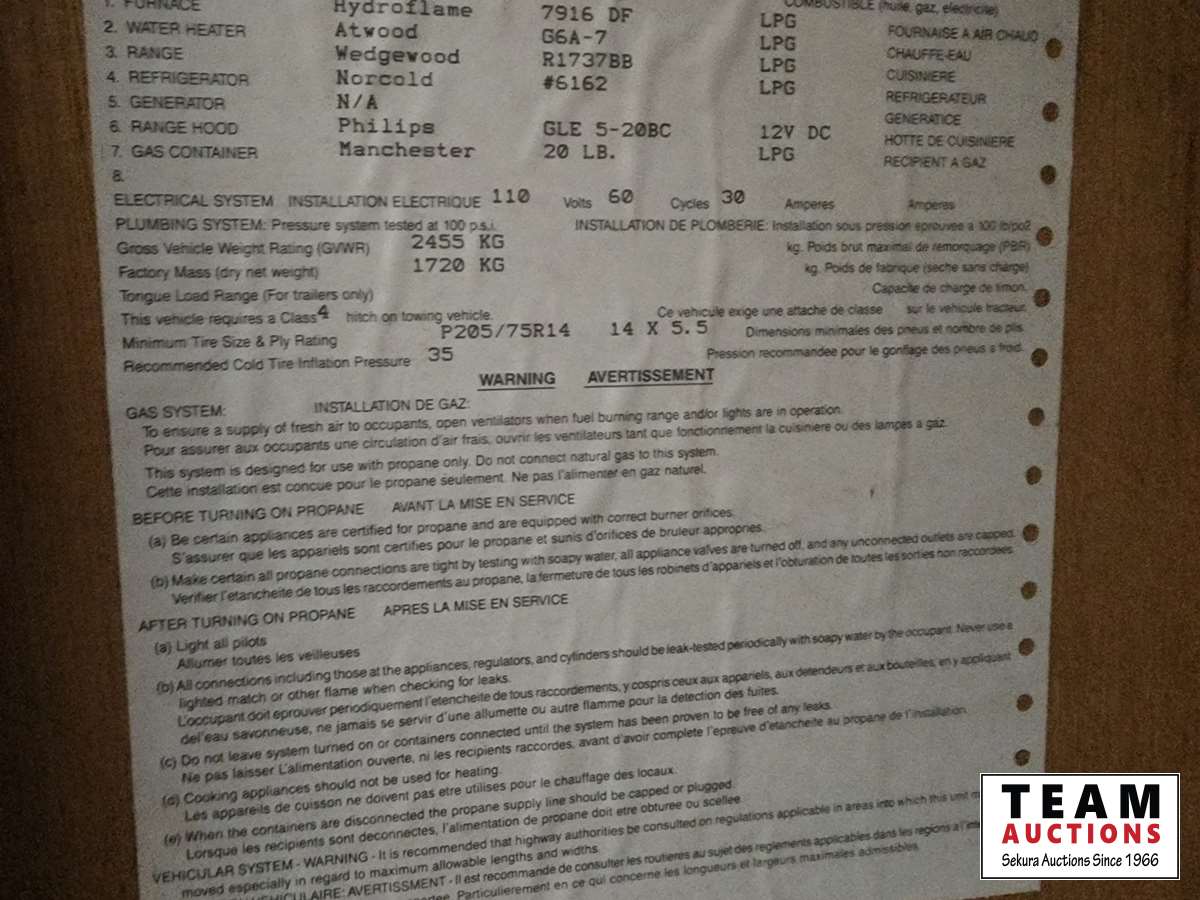 1. FURNACE Hydroflame 7916 DF LPG COMBUSTIBLE (huile, gaz, electricite)
2. WATER HEATER Atwood G6A-7 LPG FOURNAISE A AIR CHAUD
3. RANGE Wedgewood R1737BB LPG CHAUFFE-EAU
4. REFRIGERATOR Norcold #6162 LPG CUISINIERE
5. GENERATOR N/A REFRIGERATEUR
6. RANGE HOOD Philips GLE 5-20BC 12V DC GENERATICE
7. GAS CONTAINER Manchester 20 LB. LPG HOTTE DE CUISINIERE
8. RECIPIENT A GAZ
ELECTRICAL SYSTEM INSTALLATION ELECTRIQUE 110 Volts 60 Cycles 30 Amperes Amperes
PLUMBING SYSTEM: Pressure system tested at 100 p.s.i. INSTALLATION DE PLOMBERIE: Installation sous pression eprouvee a 100 lb/po2
Gross Vehicle Weight Rating (GVWR) 2455 KG kg. Poids brut maximal de remorquage (PBR)
Factory Mass (dry net weight) 1720 KG kg. Poids de fabrique (seche sans charge)
Tongue Load Range (For trailers only) Capacite de charge de timon.
This vehicle requires a Class 4 hitch on towing vehicle. Ce vehicule exige une attache de classe sur le vehicule tracteur.
Minimum Tire Size & Ply Rating P205/75R14 14 X 5.5 Dimensions minimales des pneus et nombre de plis.
Recommended Cold Tire Inflation Pressure 35 Pression recommandee pour le gonflage des pneus a froid.
WARNING AVERTISSEMENT
GAS SYSTEM: INSTALLATION DE GAZ:
To ensure a supply of fresh air to occupants, open ventilators when fuel burning range and/or lights are in operation.
Pour assurer aux occupants une circulation d'air frais, ouvrir les ventilateurs tant que fonctionnement la cuisiniere ou des lampes a gaz.
This system is designed for use with propane only. Do not connect natural gas to this system.
Cette installation est concue pour le propane seulement. Ne pas l'alimenter en gaz naturel.
BEFORE TURNING ON PROPANE AVANT LA MISE EN SERVICE
(a) Be certain appliances are certified for propane and are equipped with correct burner orifices.
S'assurer que les appariels sont certifies pour le propane et sunis d'orifices de bruleur appropries.
(b) Make certain all propane connections are tight by testing with soapy water, all appliance valves are turned off, and any unconnected outlets are capped.
Verifier l'etancheite de tous les raccordements au propane, la fermeture de tous les robinets d'appariels et l'obturation de toutes les sorties non raccordees.
AFTER TURNING ON PROPANE APRES LA MISE EN SERVICE
(a) Light all pilots
Allumer toutes les veilleuses
(b) All connections including those at the appliances, regulators, and cylinders should be leak-tested periodically with soapy water by the occupant. Never use a
lighted match or other flame when checking for leaks.
L'occupant doit eprouver periodiquement l'etencheite de tous raccordements, y cospris ceux aux appariels, aux detendeurs et aux bouteilles, en y appliquant
del'eau savonneuse, ne jamais se servir d'une allumette ou autre flamme pour la detection des fuites.
(c) Do not leave system turned on or containers connected until the system has been proven to be free of any leaks.
Ne pas laisser L'alimentation ouverte, ni les recipients raccordes, avant d'avoir complete l'epreuve d'etancheite au propane de l'installation.
(d) Cooking appliances should not be used for heating.
Les appareils de cuisson ne doivent pas etre utilises pour le chauffage des locaux.
(e) When the containers are disconnected the propane supply line should be capped or plugged.
Lorsque les recipients sont deconnectes, l'alimentation de propane doit etre obturee ou scellee
VEHICULAR SYSTEM - WARNING - It is recommended that highway authorities be consulted on regulations applicable in areas into which this unit
moved especially in regard to maximum allowable lengths and widths.
VEHICULAIRE: AVERTISSMENT - Il est recommande de consulter les routieres au sujet des reglements applicables dans les regions a
Particulierement en ce qui concerne les longueurs et largeurs maximales admissibles.
TEAM
AUCTIONS
Sekura Auctions Since 1966